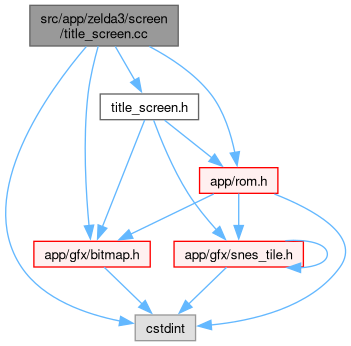 src/app/zelda3/screen
/title_screen.cc
title_screen.h
app/rom.h
app/gfx/bitmap.h
app/gfx/snes_tile.h
cstdint